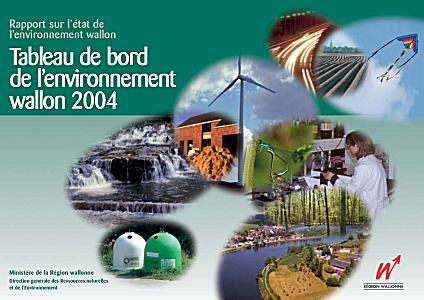 Rapport sur l'état de
l'environnement wallon
Tableau de bord
de l'environnement
wallon 2004
Ministère de la Région wallonne
Direction générale des Ressources naturelles
et de l'Environnement
RÉGION WALLONNE